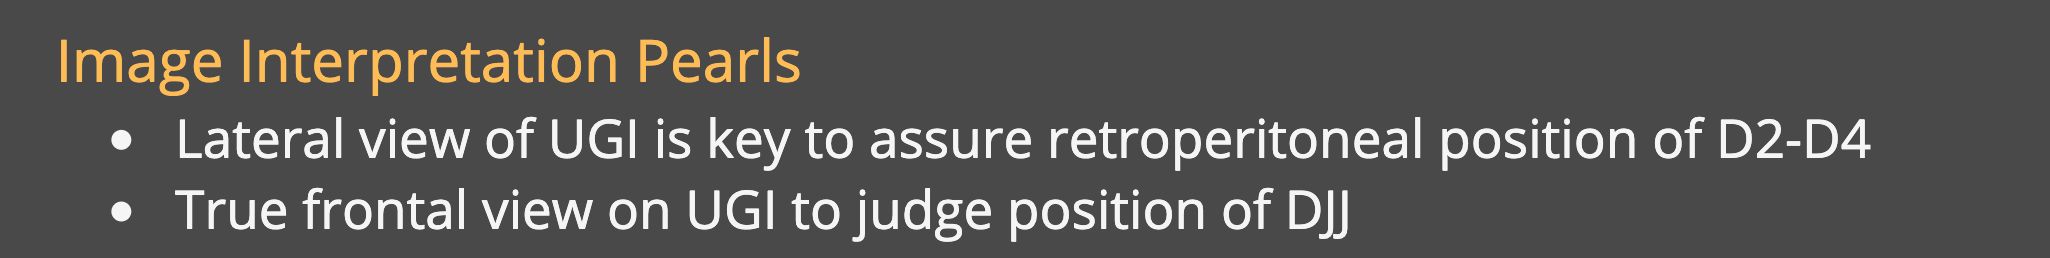 Image Interpretation Pearls
• Lateral view of UGI is key to assure retroperitoneal position of D2-D4
• True frontal view on UGI to judge position of DJJ